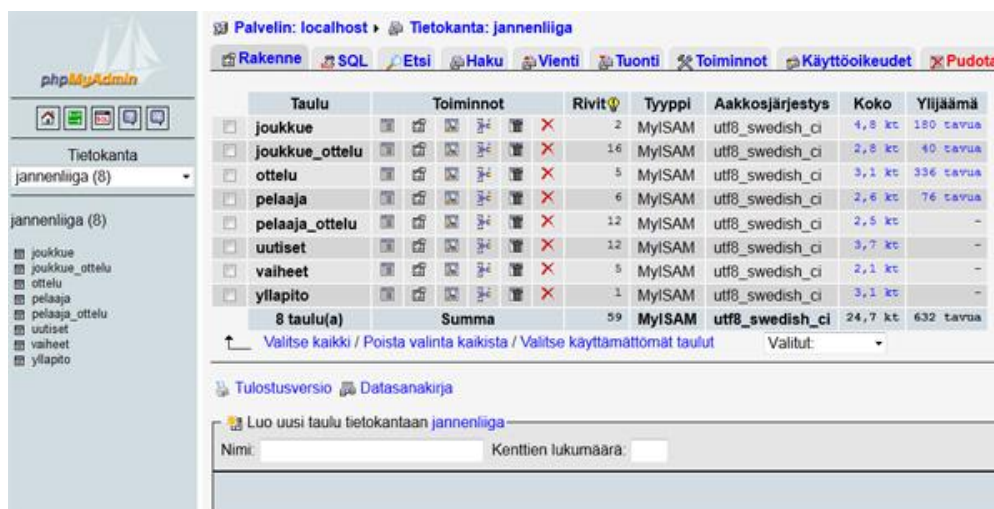 phpMyAdmin
Tietokanta
jannenliiga (8)
jannenliiga (8)
joukkue
joukkue_ottelu
ottelu
pelaaja
pelaaja_ottelu
uutiset
vaiheet
yllapito
Palvelin: localhost Tietokanta: jannenliiga
Rakenne SQL Etsi Haku Vienti Tuonti Toiminnot Käyttöoikeudet Pudota
Taulu Toiminnot Rivit Tyyppi Aakkosjärjestys Koko Ylijäämä
joukkue 2 MyISAM utf8_swedish_ci 4,8 kt 180 tavua
joukkue_ottelu 16 MyISAM utf8_swedish_ci 2,8 kt 40 tavua
ottelu 5 MyISAM utf8_swedish_ci 3,1 kt 336 tavua
pelaaja 6 MyISAM utf8_swedish_ci 2,6 kt 76 tavua
pelaaja_ottelu 12 MyISAM utf8_swedish_ci 2,5 kt -
uutiset 12 MyISAM utf8_swedish_ci 3,7 kt -
vaiheet 5 MyISAM utf8_swedish_ci 2,1 kt -
yllapito 1 MyISAM utf8_swedish_ci 3,1 kt -
8 taulu(a) Summa 59 MyISAM utf8_swedish_ci 24,7 kt 632 tavua
Valitse kaikki / Poista valinta kaikista / Valitse käyttämättömät taulut Valitut:
Tulostusversio Datasanakirja
Luo uusi taulu tietokantaan jannenliiga
Nimi: Kenttien lukumäärä: